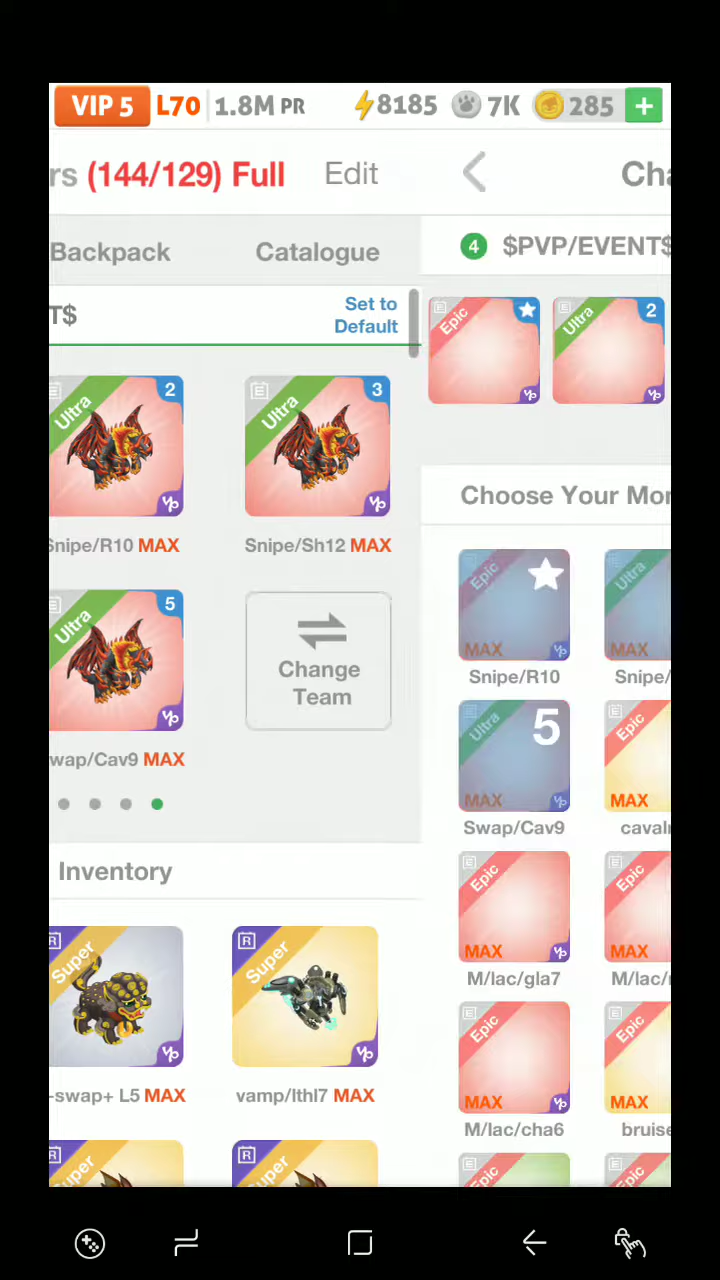 VIP 5 L70 1.8M PR 8185 7K 285 +
rs (144/129) Full Edit
Backpack Catalogue
T$ Set to
Default
Ultra 2
Snipe/R10 MAX
Ultra 3
Snipe/Sh12 MAX
Ultra 5
wap/Cav9 MAX
Change
Team
Inventory
R Super
-swap+ L5 MAX
R Super
vamp/lthl7 MAX
R Super
R Super
Cha
4 $PVP/EVENT$
E Epic
E Ultra 2
Choose Your Mon
Epic MAX
Snipe/R10
Ultra MAX
Snipe/
Ultra 5 MAX
Swap/Cav9
E Epic MAX
caval
E Epic MAX
M/lac/gla7
E Epic MAX
M/lac/
E Epic MAX
M/lac/cha6
E Epic MAX
bruise
E Epic
E Epic